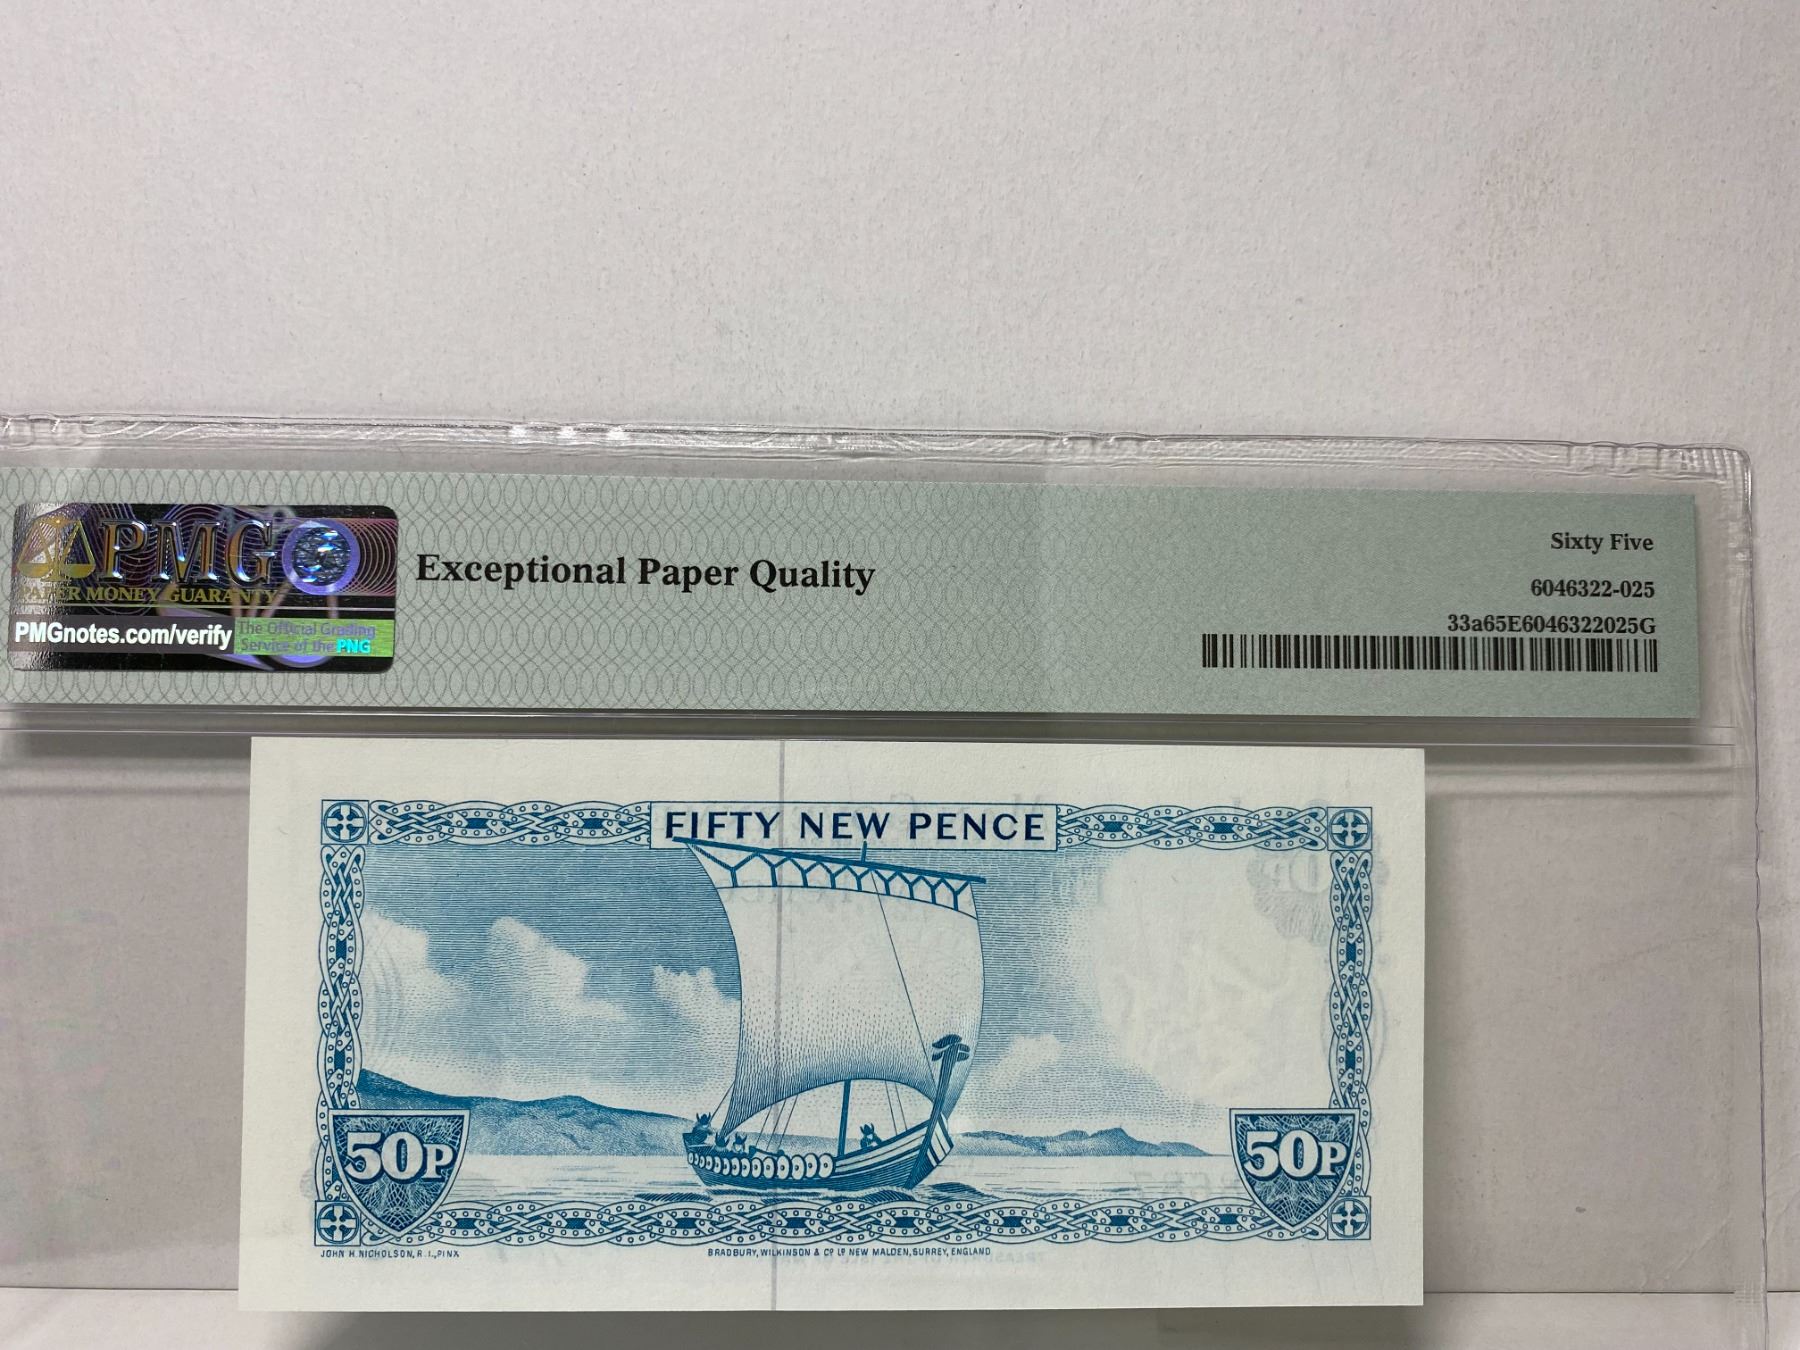 PMG
PAPER MONEY GUARANTY
PMGnotes.com/verify
The Official Grading
Service of the PNG
Exceptional Paper Quality
Sixty Five
6046322-025
33a65E6046322025G
FIFTY NEW PENCE
50P
50P
JOHN H. NICHOLSON, R.I., PINX
BRADBURY, WILKINSON & Cº Lº NEW MALDEN, SURREY, ENGLAND